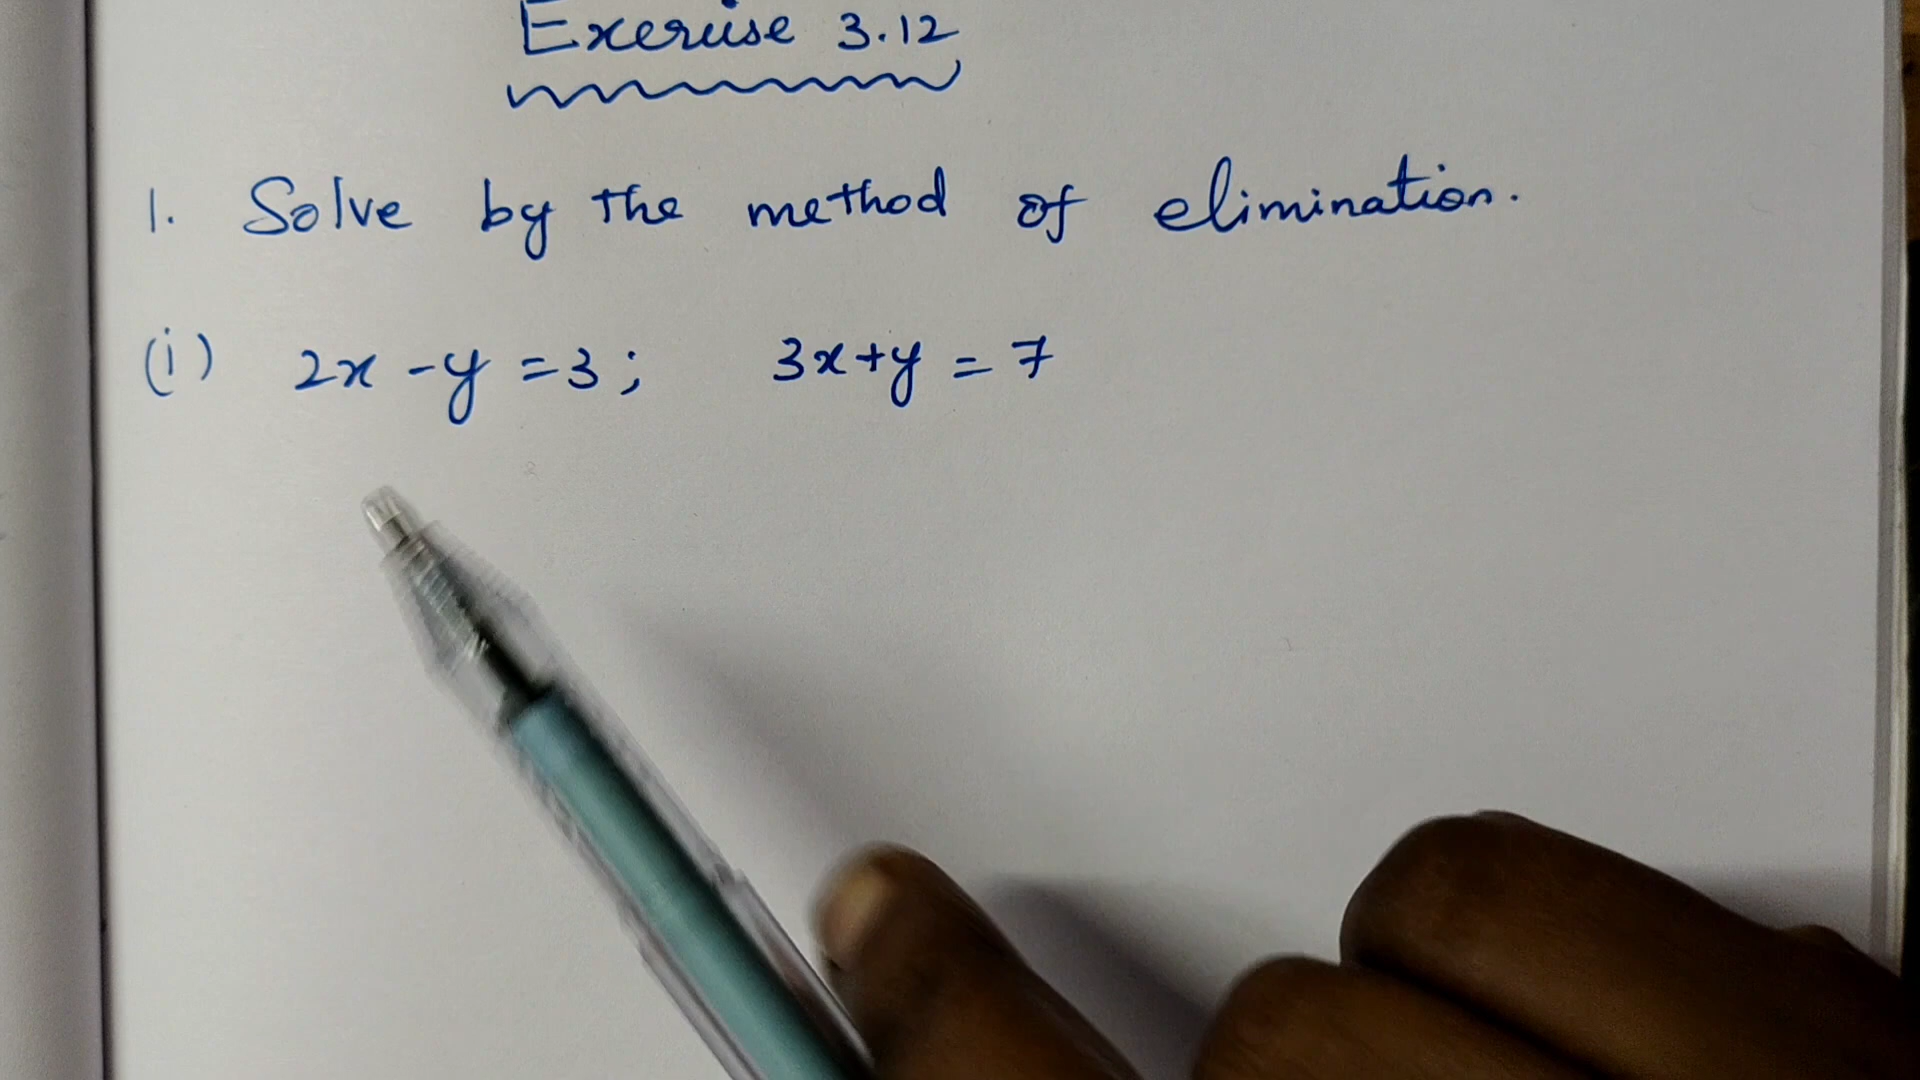 Exercise 3.12
1. Solve by the method of elimination.
(i) 2x - y = 3; 3x + y = 7